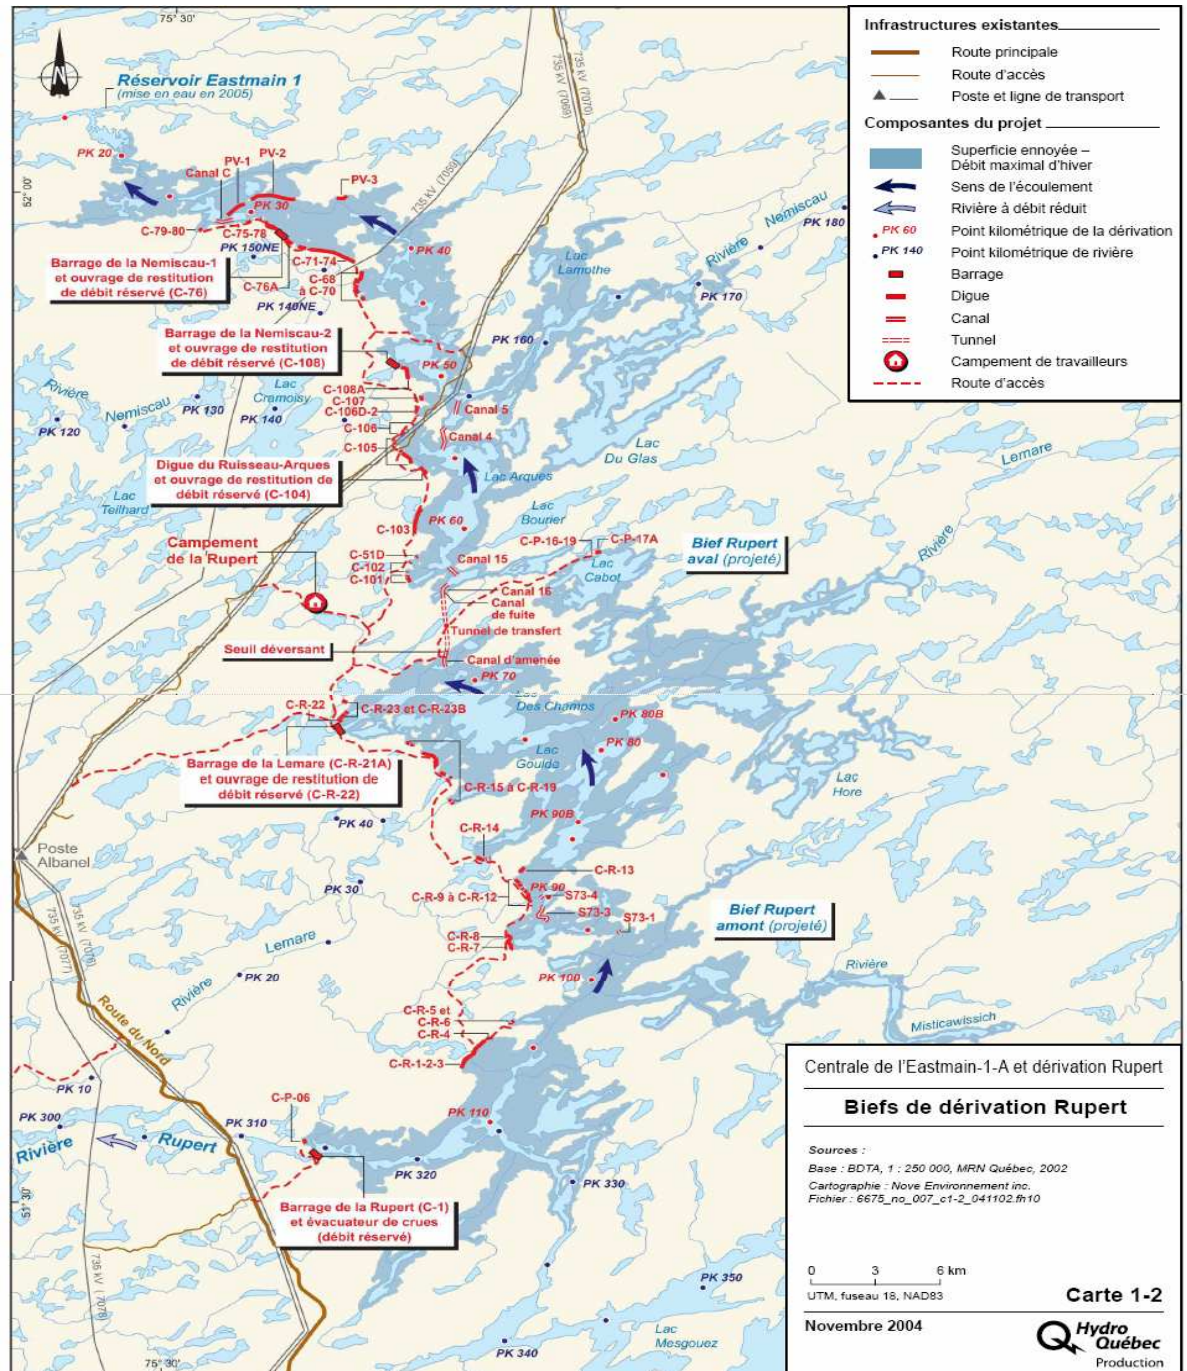 75° 30'
Réservoir Eastmain 1
(mise en eau en 2005)
735 kV (7069)
735 kV (7070)
735 kV (7059)
PK 20
PV-2
PV-1
Canal C
PV-3
52° 00'
PK 30
C-79-80
C-75-78
PK 150NE
PK 40
C-71-74
C-76A
C-68
à C-70
PK 140NE
Barrage de la Nemiscau-1
et ouvrage de restitution
de débit réservé (C-76)
Lac
Lamothe
Rivière
Nemiscau
PK 180
PK 170
PK 160
Barrage de la Nemiscau-2
et ouvrage de restitution
de débit réservé (C-108)
PK 50
Rivière
Nemiscau
Lac
Cramoisy
PK 120
PK 130
PK 140
C-108A
C-107
C-106D-2
C-106
C-105
Canal 5
Canal 4
Digue du Ruisseau-Arques
et ouvrage de restitution de
débit réservé (C-104)
Lac
Teilhard
Lac Arques
Lac
Du Glas
Lemare
Rivière
PK 60
C-103
Lac
Bourier
C-P-16-19
C-P-17A
Lac
Cabot
Bief Rupert
aval (projeté)
Campement
de la Rupert
C-51D
C-102
C-101
Canal 15
Canal 16
Canal
de fuite
Tunnel de transfert
Seuil déversant
Canal d'amenée
PK 70
Lac
Des Champs
C-R-22
C-R-23 et C-R-23B
PK 80B
PK 80
Lac
Goulde
Lac
Hore
Barrage de la Lemare (C-R-21A)
et ouvrage de restitution de
débit réservé (C-R-22)
C-R-15 à C-R-19
PK 40
PK 90B
C-R-14
Poste
Albanel
PK 30
C-R-13
PK 90
C-R-9 à C-R-12
S73-4
S73-3
S73-1
C-R-8
C-R-7
Bief Rupert
amont (projeté)
735 kV (7076)
735 kV (7077)
Lemare
Rivière
PK 20
PK 100
Rivière
Misticawissich
Route du Nord
C-R-5 et
C-R-6
C-R-4
C-R-1-2-3
PK 10
PK 300
C-P-06
PK 110
PK 310
Rivière
Rupert
PK 320
PK 330
51° 30'
Barrage de la Rupert (C-1)
et évacuateur de crues
(débit réservé)
735 kV (7078)
PK 350
PK 340
Lac
Mesgouez
75° 30'
Infrastructures existantes
Route principale
Route d'accès
Poste et ligne de transport
Composantes du projet
Superficie ennoyée –
Débit maximal d'hiver
Sens de l'écoulement
Rivière à débit réduit
PK 60 Point kilométrique de la dérivation
PK 140 Point kilométrique de rivière
Barrage
Digue
Canal
Tunnel
Campement de travailleurs
Route d'accès
Centrale de l'Eastmain-1-A et dérivation Rupert
Biefs de dérivation Rupert
Sources :
Base : BDTA, 1 : 250 000, MRN Québec, 2002
Cartographie : Nove Environnement inc.
Fichier : 6675_no_007_c1-2_041102.fh10
0 3 6 km
UTM, fuseau 18, NAD83
Carte 1-2
Novembre 2004
Hydro
Québec
Production
N